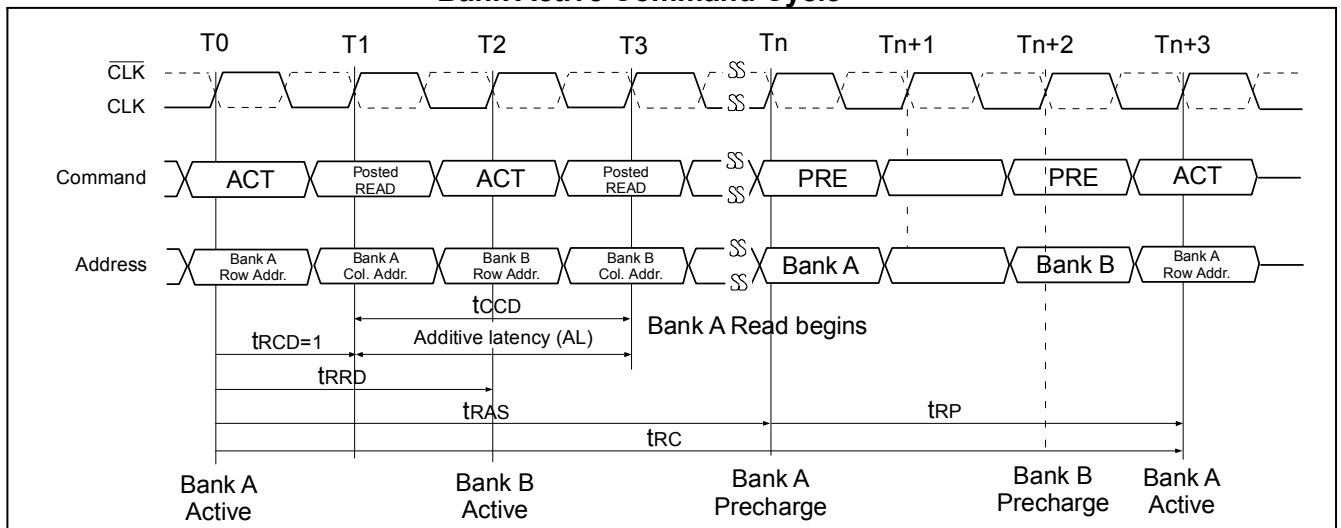 Bank Active Command Cycle
T0 T1 T2 T3 Tn Tn+1 Tn+2 Tn+3
CLK
CLK
Command
ACT
Posted
READ
ACT
Posted
READ
PRE
PRE
ACT
Address
Bank A
Row Addr.
Bank A
Col. Addr.
Bank B
Row Addr.
Bank B
Col. Addr.
Bank A
Bank B
Bank A
Row Addr.
tCCD
Bank A Read begins
tRCD=1
Additive latency (AL)
tRRD
tRAS
tRP
tRC
Bank A
Active
Bank B
Active
Bank A
Precharge
Bank B
Precharge
Bank A
Active